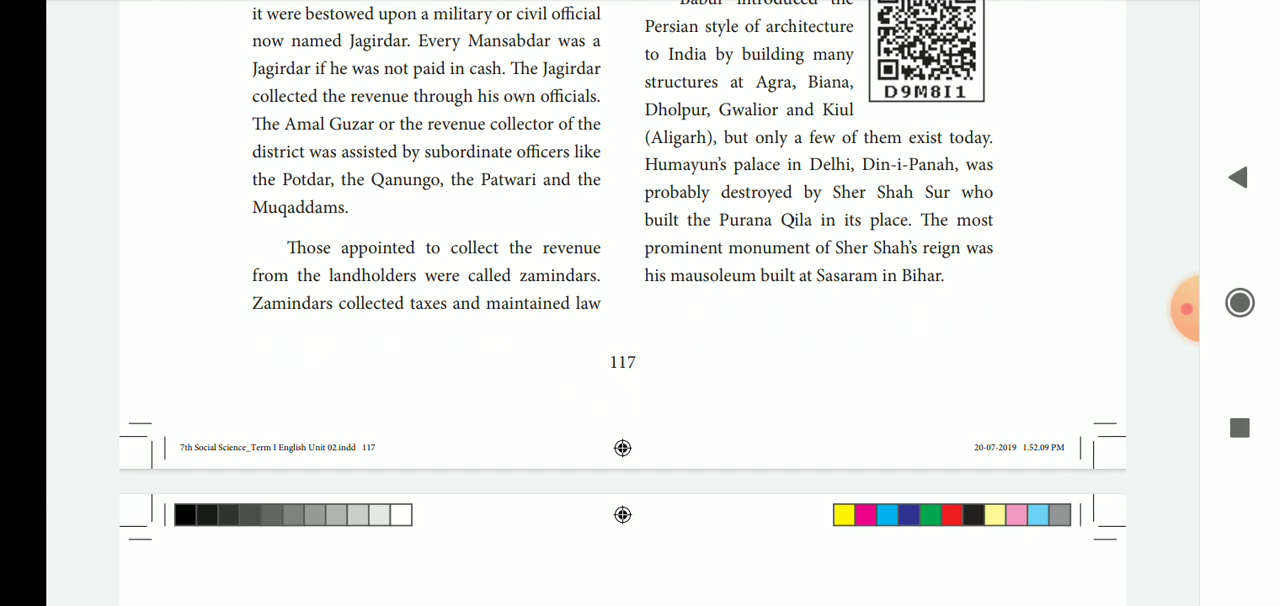 it were bestowed upon a military or civil official
now named Jagirdar. Every Mansabdar was a
Jagirdar if he was not paid in cash. The Jagirdar
collected the revenue through his own officials.
The Amal Guzar or the revenue collector of the
district was assisted by subordinate officers like
the Potdar, the Qanungo, the Patwari and the
Muqaddams.
Those appointed to collect the revenue
from the landholders were called zamindars.
Zamindars collected taxes and maintained law
Babur introduced the
Persian style of architecture
to India by building many
structures at Agra, Biana,
Dholpur, Gwalior and Kiul
(Aligarh), but only a few of them exist today.
Humayun's palace in Delhi, Din-i-Panah, was
probably destroyed by Sher Shah Sur who
built the Purana Qila in its place. The most
prominent monument of Sher Shah's reign was
his mausoleum built at Sasaram in Bihar.
D9M8I1
117
7th Social Science_Term I English Unit 02.indd 117
20-07-2019 1.52.09 PM